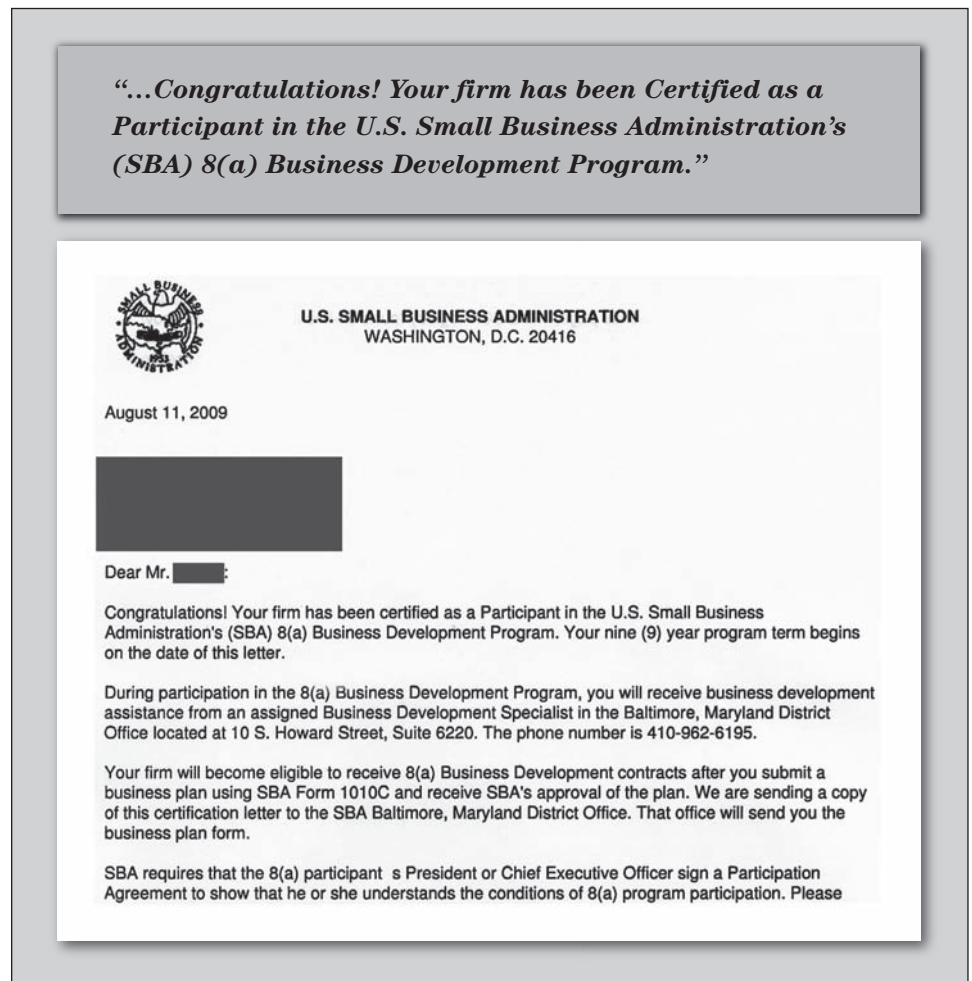 “...Congratulations! Your firm has been Certified as a
Participant in the U.S. Small Business Administration’s
(SBA) 8(a) Business Development Program.”
SMALL BUSINESS
1953
ADMINISTRATION
U.S. SMALL BUSINESS ADMINISTRATION
WASHINGTON, D.C. 20416
August 11, 2009
Dear Mr. :
Congratulations! Your firm has been certified as a Participant in the U.S. Small Business
Administration's (SBA) 8(a) Business Development Program. Your nine (9) year program term begins
on the date of this letter.
During participation in the 8(a) Business Development Program, you will receive business development
assistance from an assigned Business Development Specialist in the Baltimore, Maryland District
Office located at 10 S. Howard Street, Suite 6220. The phone number is 410-962-6195.
Your firm will become eligible to receive 8(a) Business Development contracts after you submit a
business plan using SBA Form 1010C and receive SBA's approval of the plan. We are sending a copy
of this certification letter to the SBA Baltimore, Maryland District Office. That office will send you the
business plan form.
SBA requires that the 8(a) participant s President or Chief Executive Officer sign a Participation
Agreement to show that he or she understands the conditions of 8(a) program participation. Please